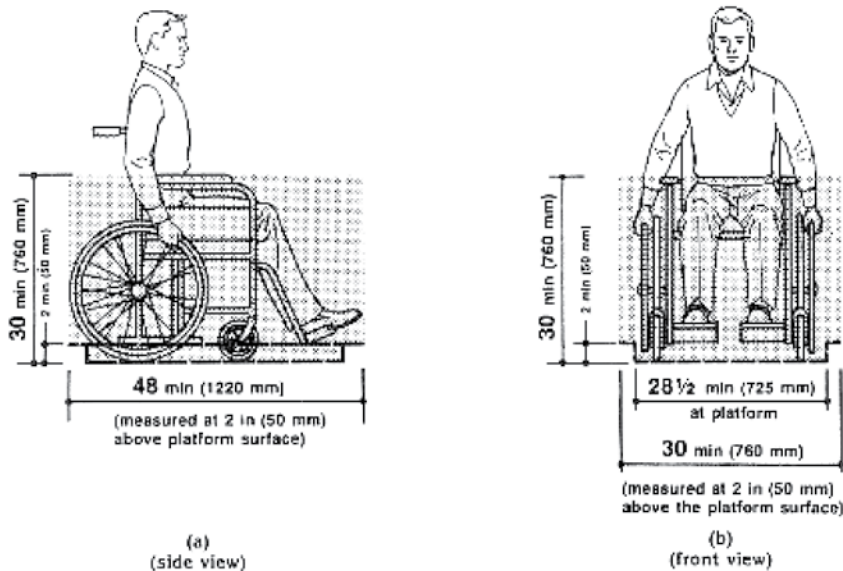 30 min (760 mm)
2 min (50 mm)
48 min (1220 mm)
(measured at 2 in (50 mm)
above platform surface)
(a)
(side view)
30 min (760 mm)
2 min (50 mm)
28½ min (725 mm)
at platform
30 min (760 mm)
(measured at 2 in (50 mm)
above the platform surface)
(b)
(front view)